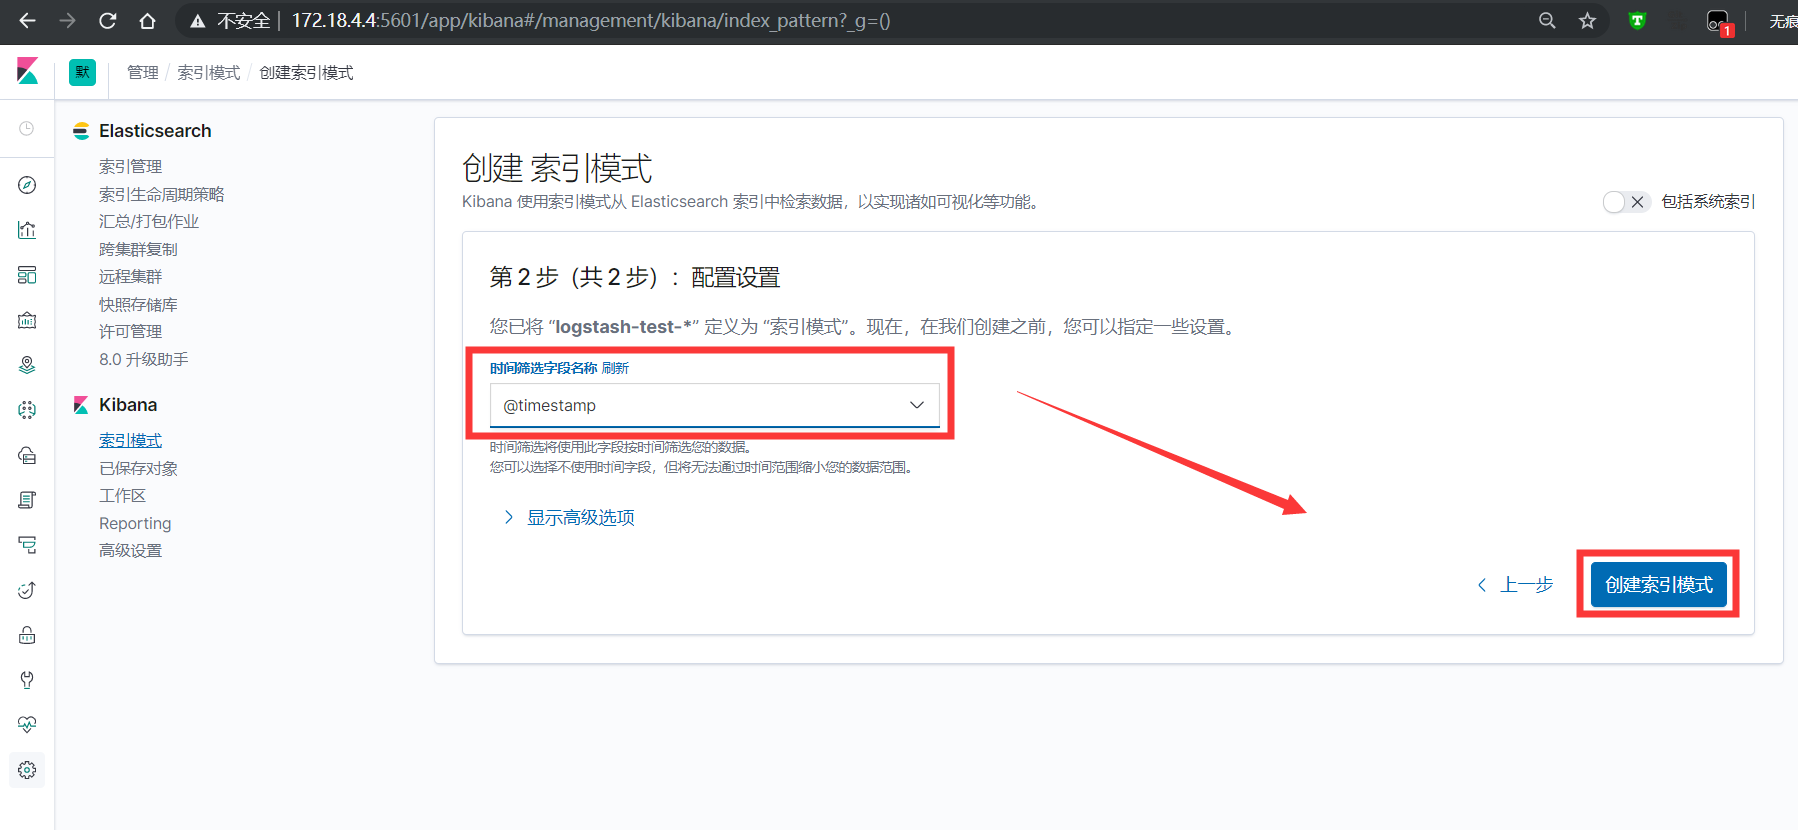 不安全 172.18.4.4:5601/app/kibana#/management/kibana/index_pattern?_g=()
1
无痕
默 管理 / 索引模式 / 创建索引模式
Elasticsearch
索引管理
索引生命周期策略
汇总/打包作业
跨集群复制
远程集群
快照存储库
许可管理
8.0 升级助手
Kibana
索引模式
已保存对象
工作区
Reporting
高级设置
创建 索引模式
Kibana 使用索引模式从 Elasticsearch 索引中检索数据，以实现诸如可视化等功能。
包括系统索引
第 2 步（共 2 步）：配置设置
您已将 “logstash-test-*” 定义为 “索引模式”。现在，在我们创建之前，您可以指定一些设置。
时间筛选字段名称 刷新
@timestamp
时间筛选将使用此字段按时间筛选您的数据。
您可以选择不使用时间字段，但将无法通过时间范围缩小您的数据范围。
显示高级选项
上一步
创建索引模式